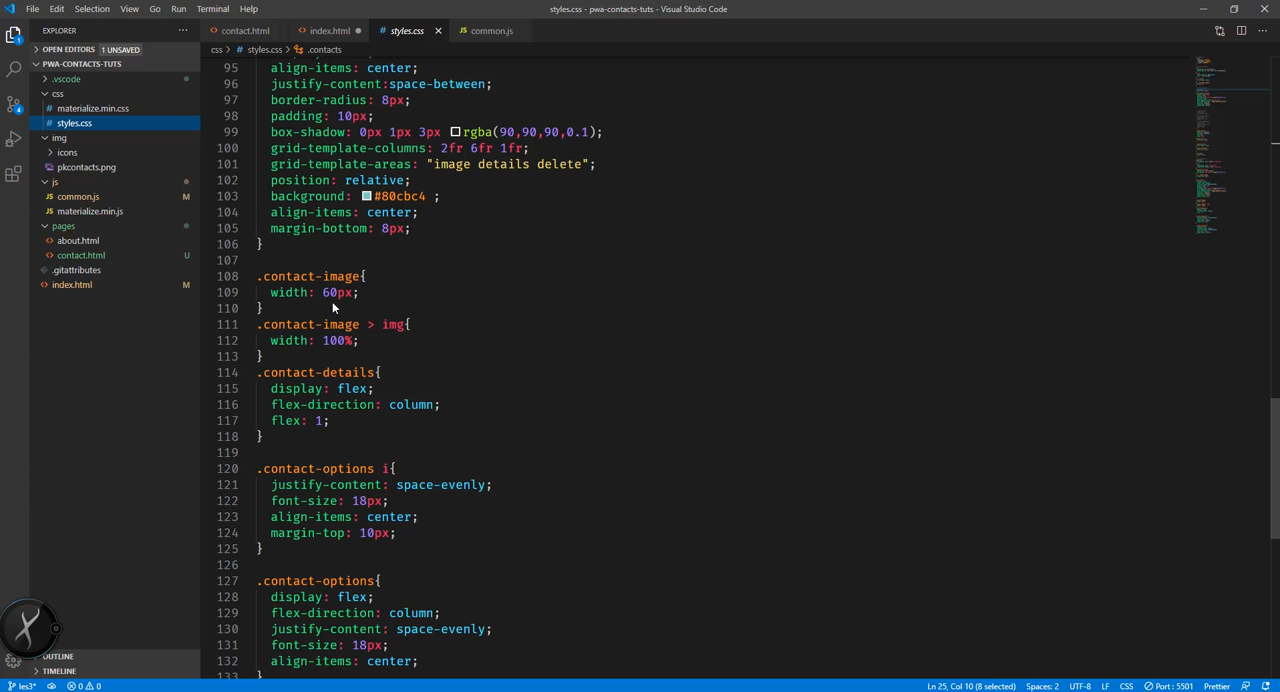 File Edit Selection View Go Run Terminal Help styles.css - pwa-contacts-tuts - Visual Studio Code
EXPLORER ... <> contact.html <> index.html # styles.css × JS common.js
OPEN EDITORS 1 UNSAVED
css > # styles.css > .contacts
PWA-CONTACTS-TUTS
.vscode
css
# materialize.min.css
# styles.css
img
icons
pkcontacts.png
js
JS common.js M
JS materialize.min.js
pages
<> about.html
<> contact.html U
.gitattributes
<> index.html M
OUTLINE
TIMELINE
95 align-items: center;
96 justify-content:space-between;
97 border-radius: 8px;
98 padding: 10px;
99 box-shadow: 0px 1px 3px rgba(90,90,90,0.1);
100 grid-template-columns: 2fr 6fr 1fr;
101 grid-template-areas: "image details delete";
102 position: relative;
103 background: #80cbc4 ;
104 align-items: center;
105 margin-bottom: 8px;
106 }
107
108 .contact-image{
109 width: 60px;
110 }
111 .contact-image > img{
112 width: 100%;
113 }
114 .contact-details{
115 display: flex;
116 flex-direction: column;
117 flex: 1;
118 }
119
120 .contact-options i{
121 justify-content: space-evenly;
122 font-size: 18px;
123 align-items: center;
124 margin-top: 10px;
125 }
126
127 .contact-options{
128 display: flex;
129 flex-direction: column;
130 justify-content: space-evenly;
131 font-size: 18px;
132 align-items: center;
133 }
les3* 0 0 Ln 25, Col 10 (8 selected) Spaces: 2 UTF-8 LF CSS Port : 5501 Prettier